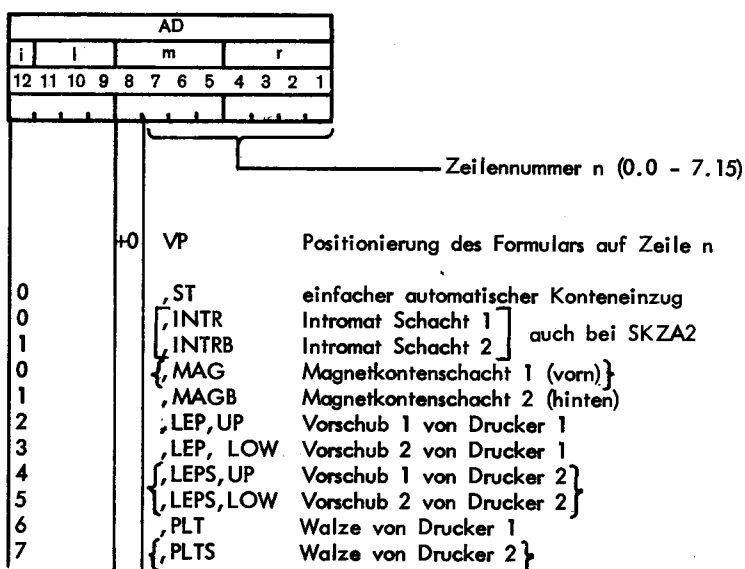 AD
i l m r
12 11 10 9 8 7 6 5 4 3 2 1
Zeilennummer n (0.0 - 7.15)
+0 VP Positionierung des Formulars auf Zeile n
0 ,ST einfacher automatischer Konteneinzug
0 [,INTR Intromat Schacht 1] auch bei SKZA2
1 [,INTRB Intromat Schacht 2]
0 {,MAG Magnetkontenschacht 1 (vorn)}
1 ,MAGB Magnetkontenschacht 2 (hinten)
2 ,LEP,UP Vorschub 1 von Drucker 1
3 ,LEP, LOW Vorschub 2 von Drucker 1
4 {,LEPS,UP Vorschub 1 von Drucker 2}
5 {,LEPS,LOW Vorschub 2 von Drucker 2}
6 ,PLT Walze von Drucker 1
7 {,PLTS Walze von Drucker 2}